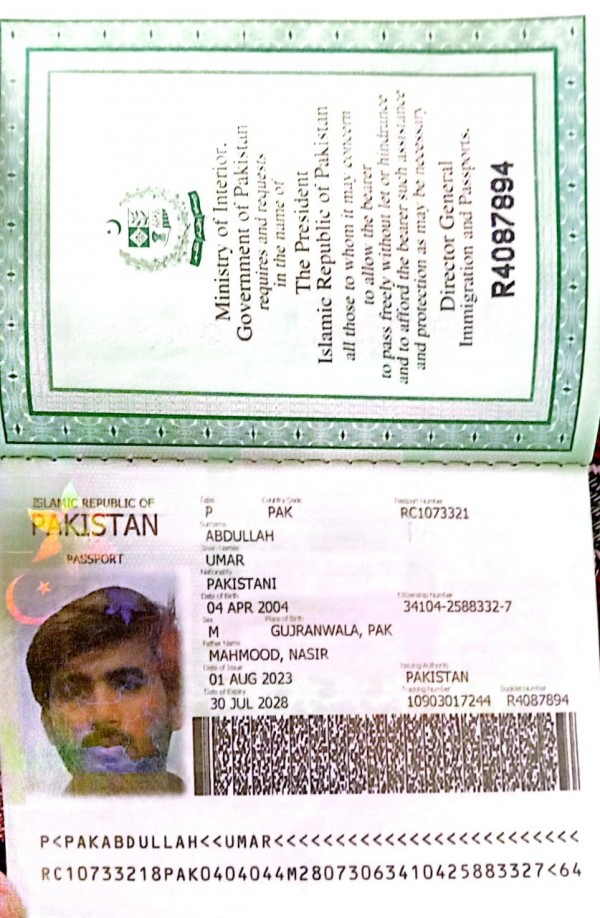 Ministry of Interior,
Government of Pakistan
requires and requests
in the name of
The President
Islamic Republic of Pakistan
all those to whom it may concern
to allow the bearer
to pass freely without let or hindrance
and to afford the bearer such assistance
and protection as may be necessary
Director General
Immigration and Passports.
R4087894
ISLAMIC REPUBLIC OF
PAKISTAN
PASSPORT
Type Country Code Passport Number
P PAK RC1073321
Surname
ABDULLAH
Given Names
UMAR
Nationality
PAKISTANI
Date of Birth Citizenship Number
04 APR 2004 34104-2588332-7
Sex Place of Birth
M GUJRANWALA, PAK
Father Name
MAHMOOD, NASIR
Date of Issue Issuing Authority
01 AUG 2023 PAKISTAN
Date of Expiry Tracking Number Booklet Number
30 JUL 2028 10903017244 R4087894
P<PAKABDULLAH<<UMAR<<<<<<<<<<<<<<<<<<<<<<<<<
RC10733218PAK0404044M28073063410425883327<64